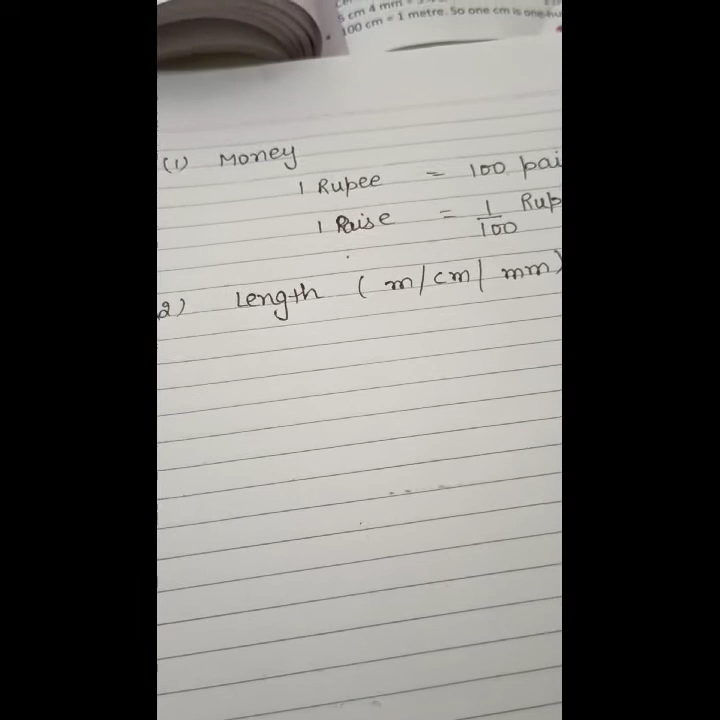 5 cm 4 mm =
100 cm = 1 metre. So one cm is one-hu
(1) Money
1 Rupee = 100 pai
1 Paise = 1/100 Rup
2) Length ( m/cm/ mm)